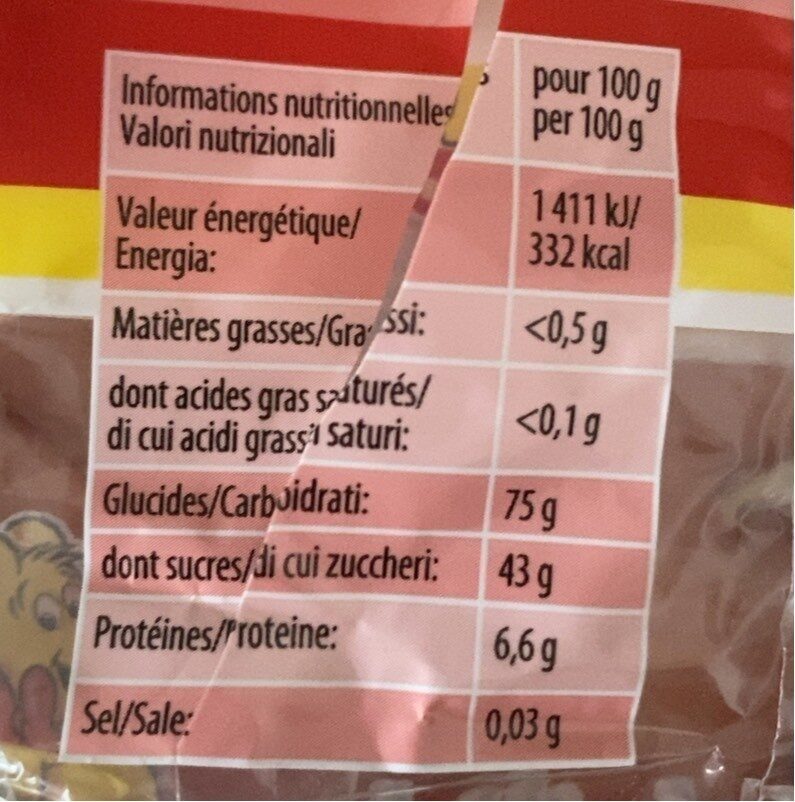 Informations nutritionnelles pour 100 g
Valori nutrizionali per 100 g
Valeur énergétique/ 1 411 kJ/
Energia: 332 kcal
Matières grasses/Grassi: <0,5 g
dont acides gras saturés/
di cui acidi grassi saturi: <0,1 g
Glucides/Carboidrati: 75 g
dont sucres/di cui zuccheri: 43 g
Protéines/Proteine: 6,6 g
Sel/Sale: 0,03 g